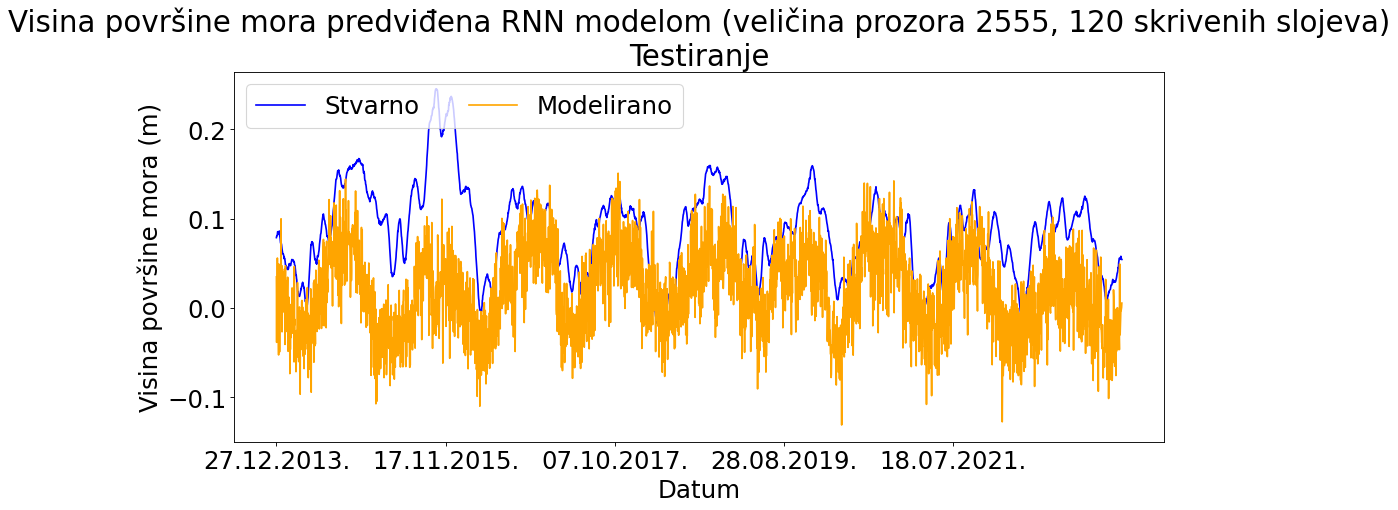 Visina površine mora predviđena RNN modelom (veličina prozora 2555, 120 skrivenih slojeva)
Testiranje
Stvarno Modelirano
Visina površine mora (m)
0.2
0.1
0.0
−0.1
27.12.2013. 17.11.2015. 07.10.2017. 28.08.2019. 18.07.2021.
Datum